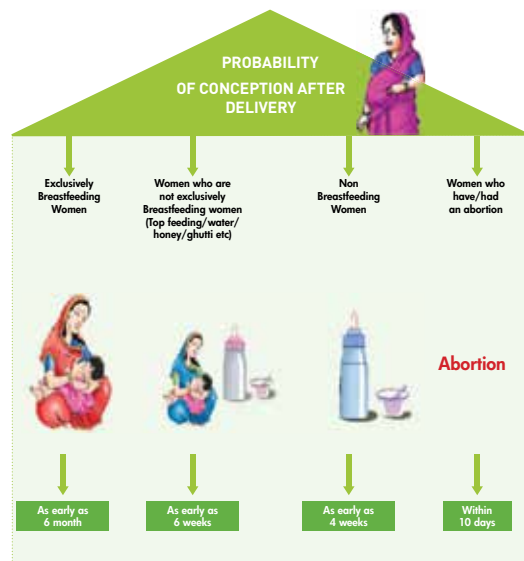 PROBABILITY
OF CONCEPTION AFTER
DELIVERY
Exclusively
Breastfeeding
Women
Women who are
not exclusively
Breastfeeding women
(Top feeding/water/
honey/ghutti etc)
Non
Breastfeeding
Women
Women who
have/had
an abortion
Abortion
As early as
6 month
As early as
6 weeks
As early as
4 weeks
Within
10 days